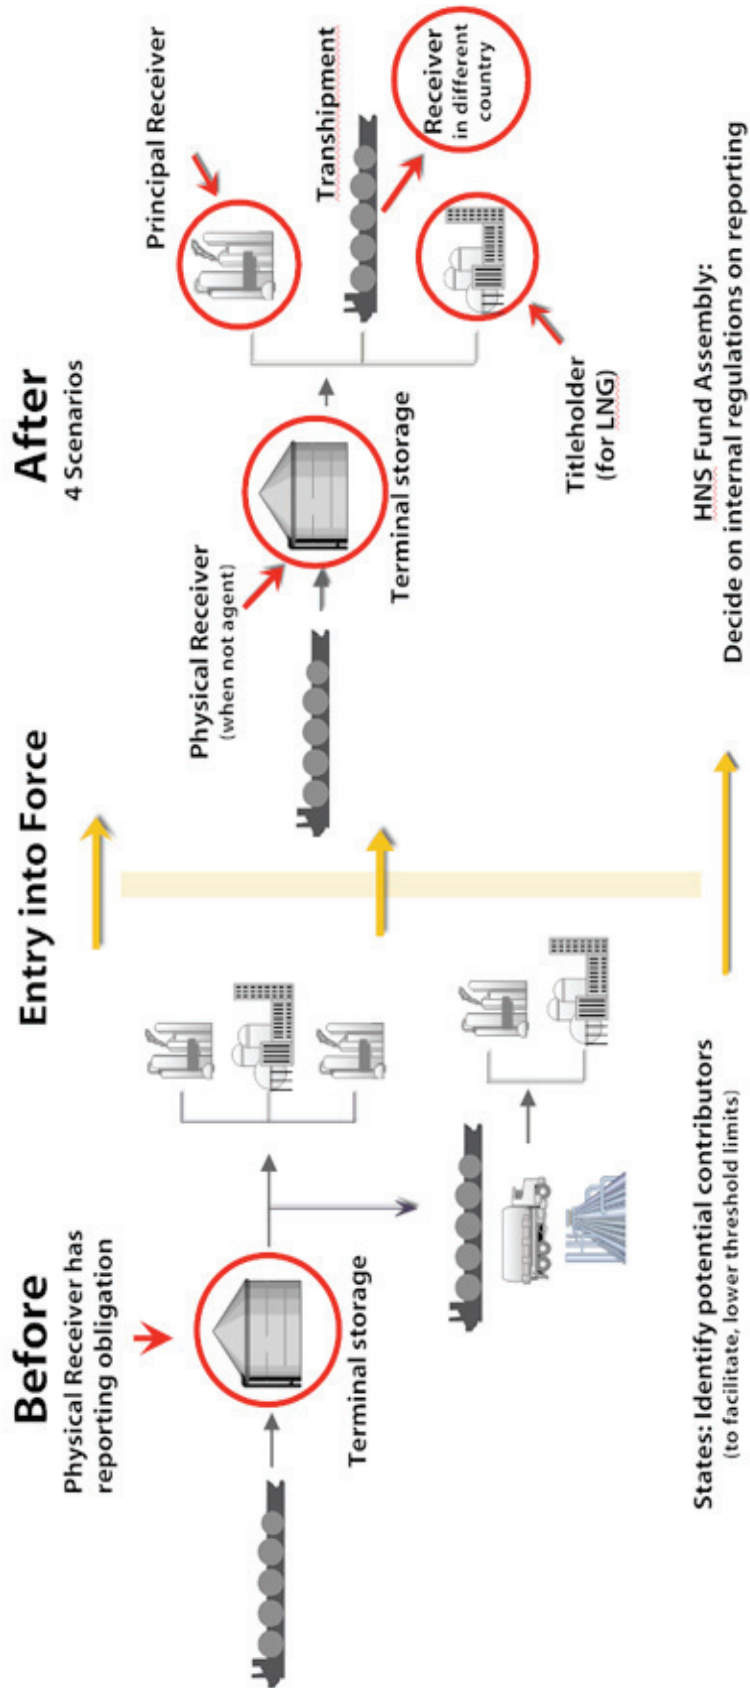 Before
Physical Receiver has
reporting obligation
Terminal storage
States: Identify potential contributors
(to facilitate, lower threshold limits)
Entry into Force
After
4 Scenarios
Physical Receiver
(when not agent)
Terminal storage
Principal Receiver
Transhipment
Receiver
in different
country
Titleholder
(for LNG)
HNS Fund Assembly:
Decide on internal regulations on reporting